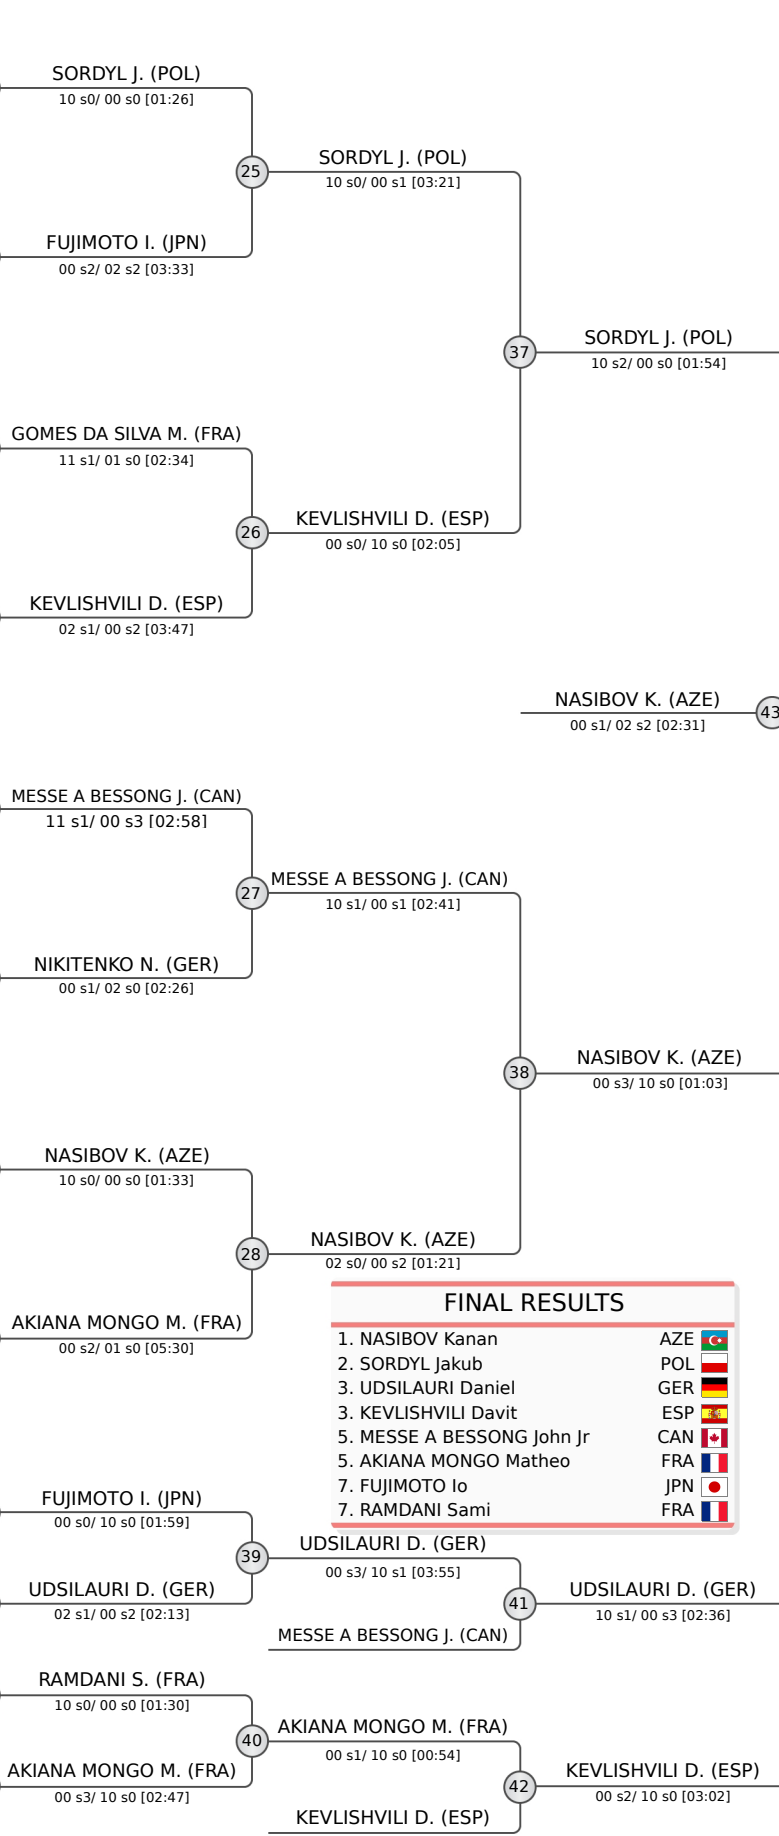 SORDYL J. (POL)
10 s0/ 00 s0 [01:26]
25
SORDYL J. (POL)
10 s0/ 00 s1 [03:21]
FUJIMOTO I. (JPN)
00 s2/ 02 s2 [03:33]
37
SORDYL J. (POL)
10 s2/ 00 s0 [01:54]
GOMES DA SILVA M. (FRA)
11 s1/ 01 s0 [02:34]
26
KEVLISHVILI D. (ESP)
00 s0/ 10 s0 [02:05]
KEVLISHVILI D. (ESP)
02 s1/ 00 s2 [03:47]
NASIBOV K. (AZE)
00 s1/ 02 s2 [02:31]
43
MESSE A BESSONG J. (CAN)
11 s1/ 00 s3 [02:58]
27
MESSE A BESSONG J. (CAN)
10 s1/ 00 s1 [02:41]
NIKITENKO N. (GER)
00 s1/ 02 s0 [02:26]
38
NASIBOV K. (AZE)
00 s3/ 10 s0 [01:03]
NASIBOV K. (AZE)
10 s0/ 00 s0 [01:33]
28
NASIBOV K. (AZE)
02 s0/ 00 s2 [01:21]
AKIANA MONGO M. (FRA)
00 s2/ 01 s0 [05:30]
FINAL RESULTS
1. NASIBOV Kanan AZE
2. SORDYL Jakub POL
3. UDSILAURI Daniel GER
3. KEVLISHVILI Davit ESP
5. MESSE A BESSONG John Jr CAN
5. AKIANA MONGO Matheo FRA
7. FUJIMOTO Io JPN
7. RAMDANI Sami FRA
FUJIMOTO I. (JPN)
00 s0/ 10 s0 [01:59]
39
UDSILAURI D. (GER)
00 s3/ 10 s1 [03:55]
UDSILAURI D. (GER)
02 s1/ 00 s2 [02:13]
41
UDSILAURI D. (GER)
10 s1/ 00 s3 [02:36]
MESSE A BESSONG J. (CAN)
RAMDANI S. (FRA)
10 s0/ 00 s0 [01:30]
40
AKIANA MONGO M. (FRA)
00 s1/ 10 s0 [00:54]
AKIANA MONGO M. (FRA)
00 s3/ 10 s0 [02:47]
42
KEVLISHVILI D. (ESP)
00 s2/ 10 s0 [03:02]
KEVLISHVILI D. (ESP)